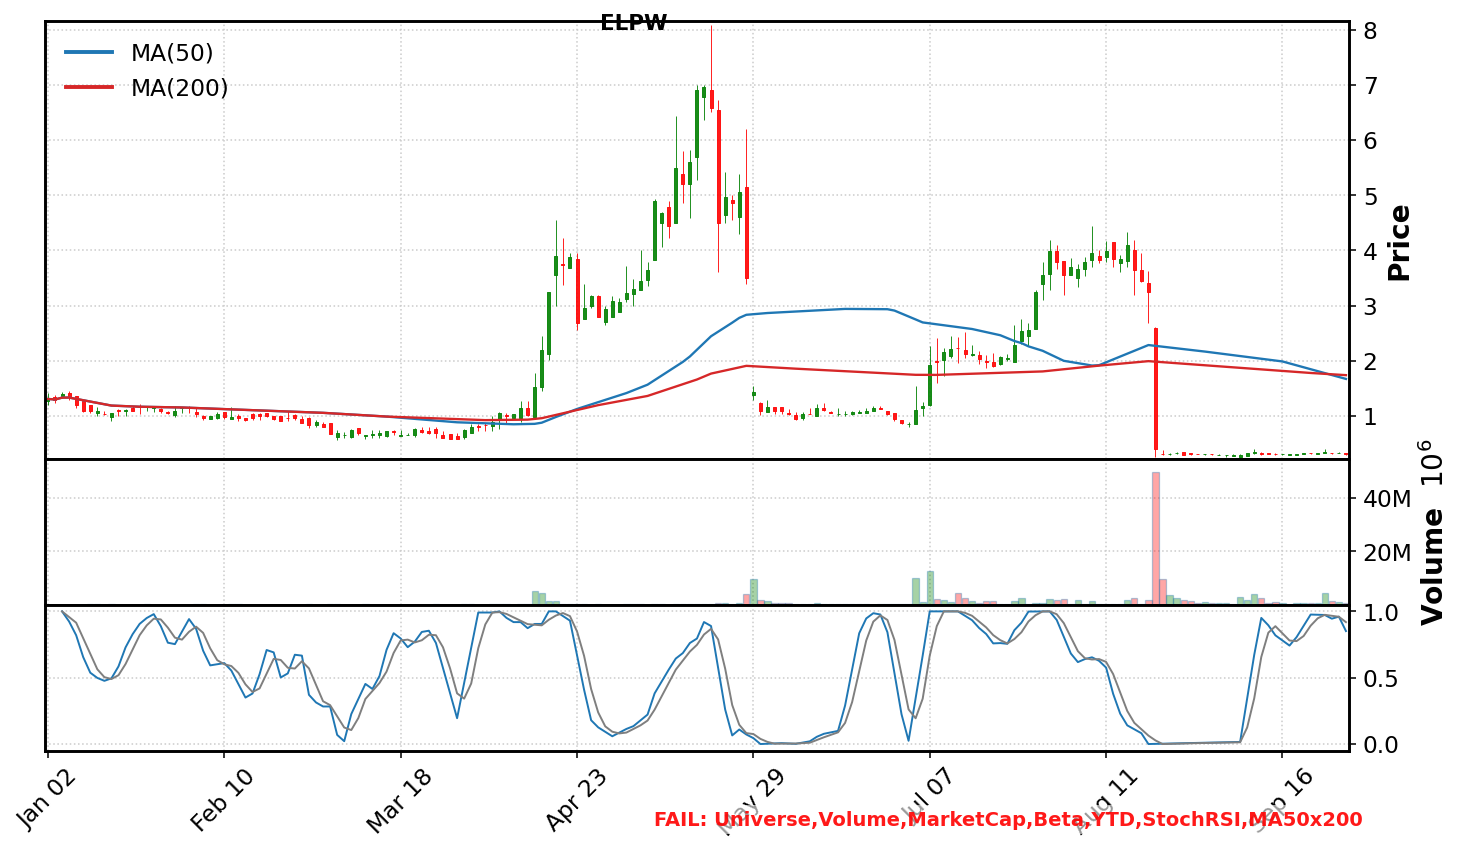 ELPW
MA(50)
MA(200)
8
7
6
5
4
3
2
1
Price
10^6
40M
20M
Volume
1.0
0.5
0.0
Jan 02
Feb 10
Mar 18
Apr 23
May 29
Jul 07
Aug 11
Sep 16
FAIL: Universe,Volume,MarketCap,Beta,YTD,StochRSI,MA50x200